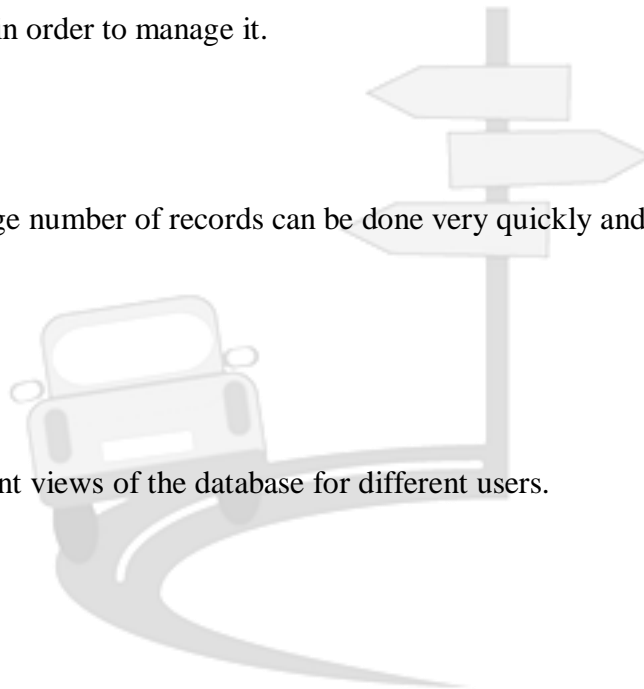 in order to manage it.
ge number of records can be done very quickly and
nt views of the database for different users.